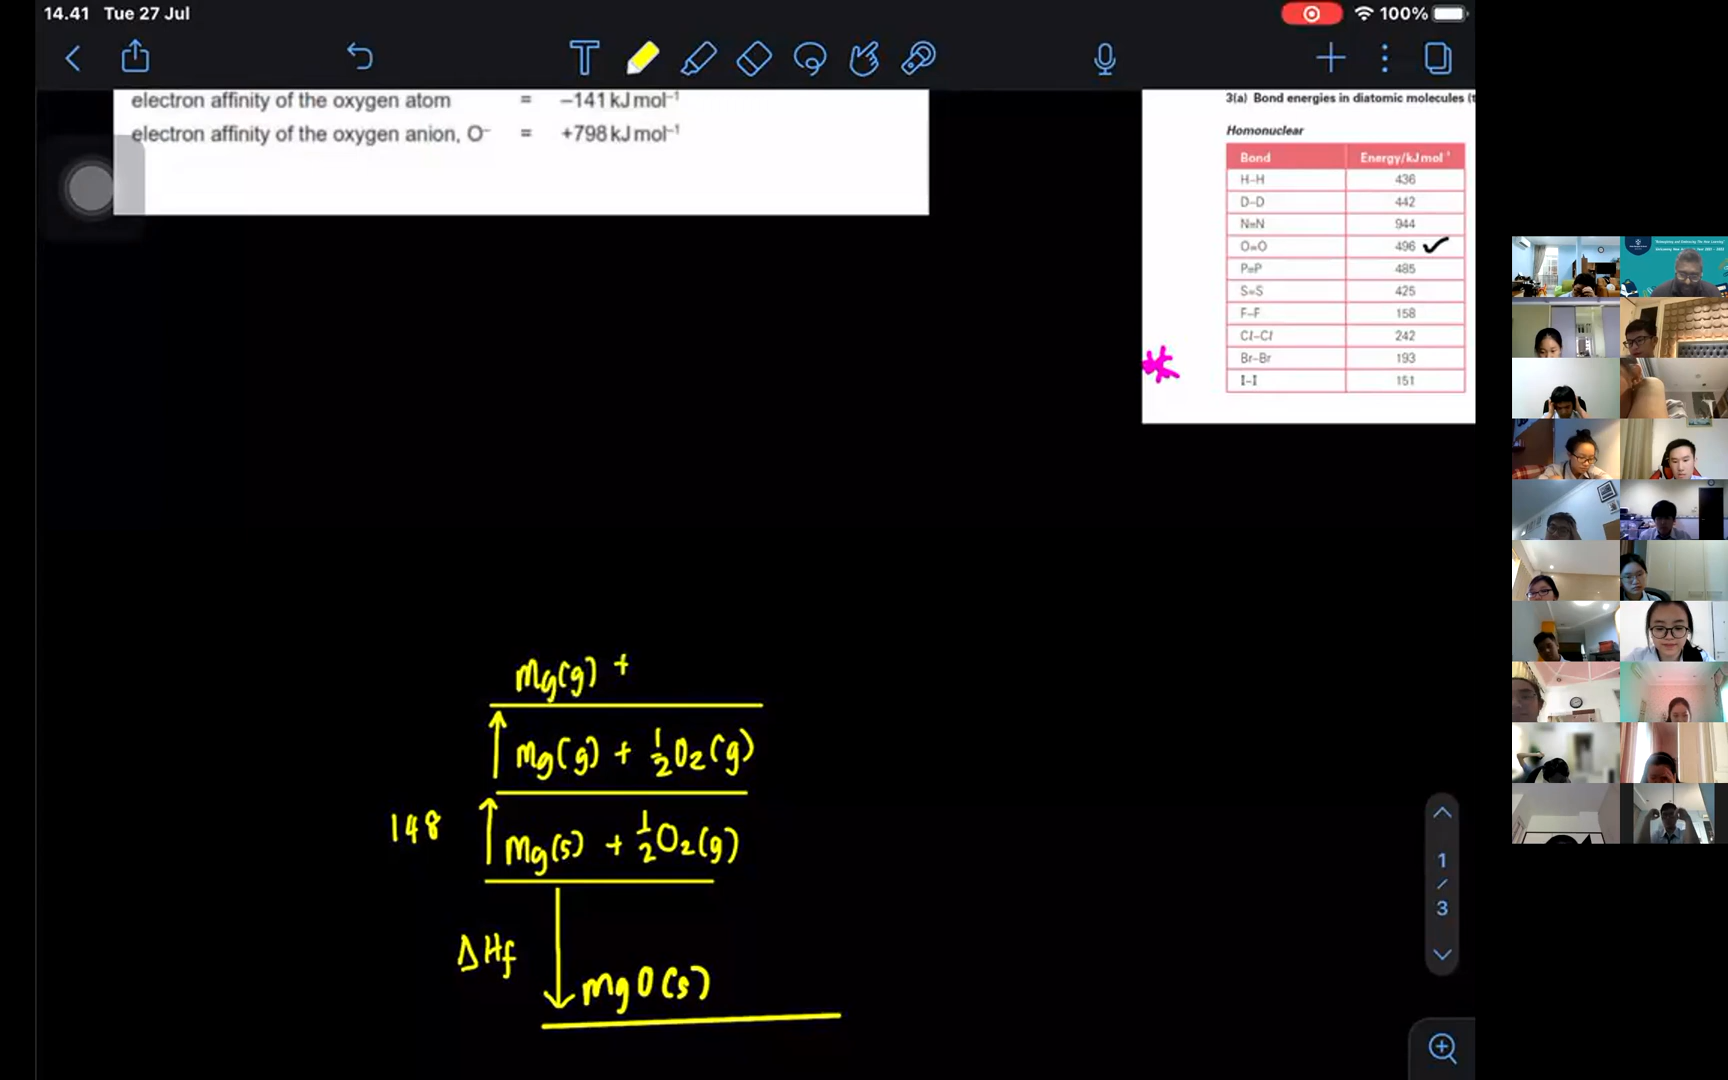 14.41 Tue 27 Jul
100%
electron affinity of the oxygen atom = –141 kJ mol⁻¹
electron affinity of the oxygen anion, O⁻ = +798 kJ mol⁻¹
3(a) Bond energies in diatomic molecules (t
Homonuclear
Bond Energy/kJ mol⁻¹
H–H 436
D–D 442
N≡N 944
O=O 496 ✓
P≡P 485
S=S 425
F–F 158
Cl–Cl 242
Br–Br 193
I–I 151
Mg(g) +
Mg(g) + ½O₂(g)
148 Mg(s) + ½O₂(g)
ΔHf
MgO(s)
1
/
3